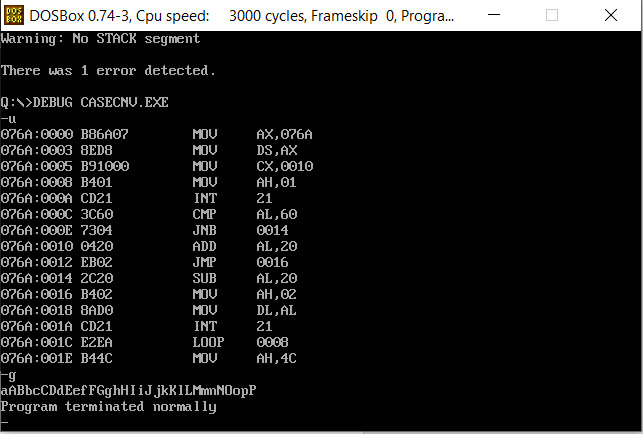 DOS BOX DOSBox 0.74-3, Cpu speed: 3000 cycles, Frameskip 0, Progra...
Warning: No STACK segment
There was 1 error detected.
Q:\>DEBUG CASECNV.EXE
-u
076A:0000 B86A07 MOV AX,076A
076A:0003 8ED8 MOV DS,AX
076A:0005 B91000 MOV CX,0010
076A:0008 B401 MOV AH,01
076A:000A CD21 INT 21
076A:000C 3C60 CMP AL,60
076A:000E 7304 JNB 0014
076A:0010 0420 ADD AL,20
076A:0012 EB02 JMP 0016
076A:0014 2C20 SUB AL,20
076A:0016 B402 MOV AH,02
076A:0018 8AD0 MOV DL,AL
076A:001A CD21 INT 21
076A:001C E2EA LOOP 0008
076A:001E B44C MOV AH,4C
-g
aABbcCDdEefFGghHIiJjkKlLMmnNOopP
Program terminated normally
-